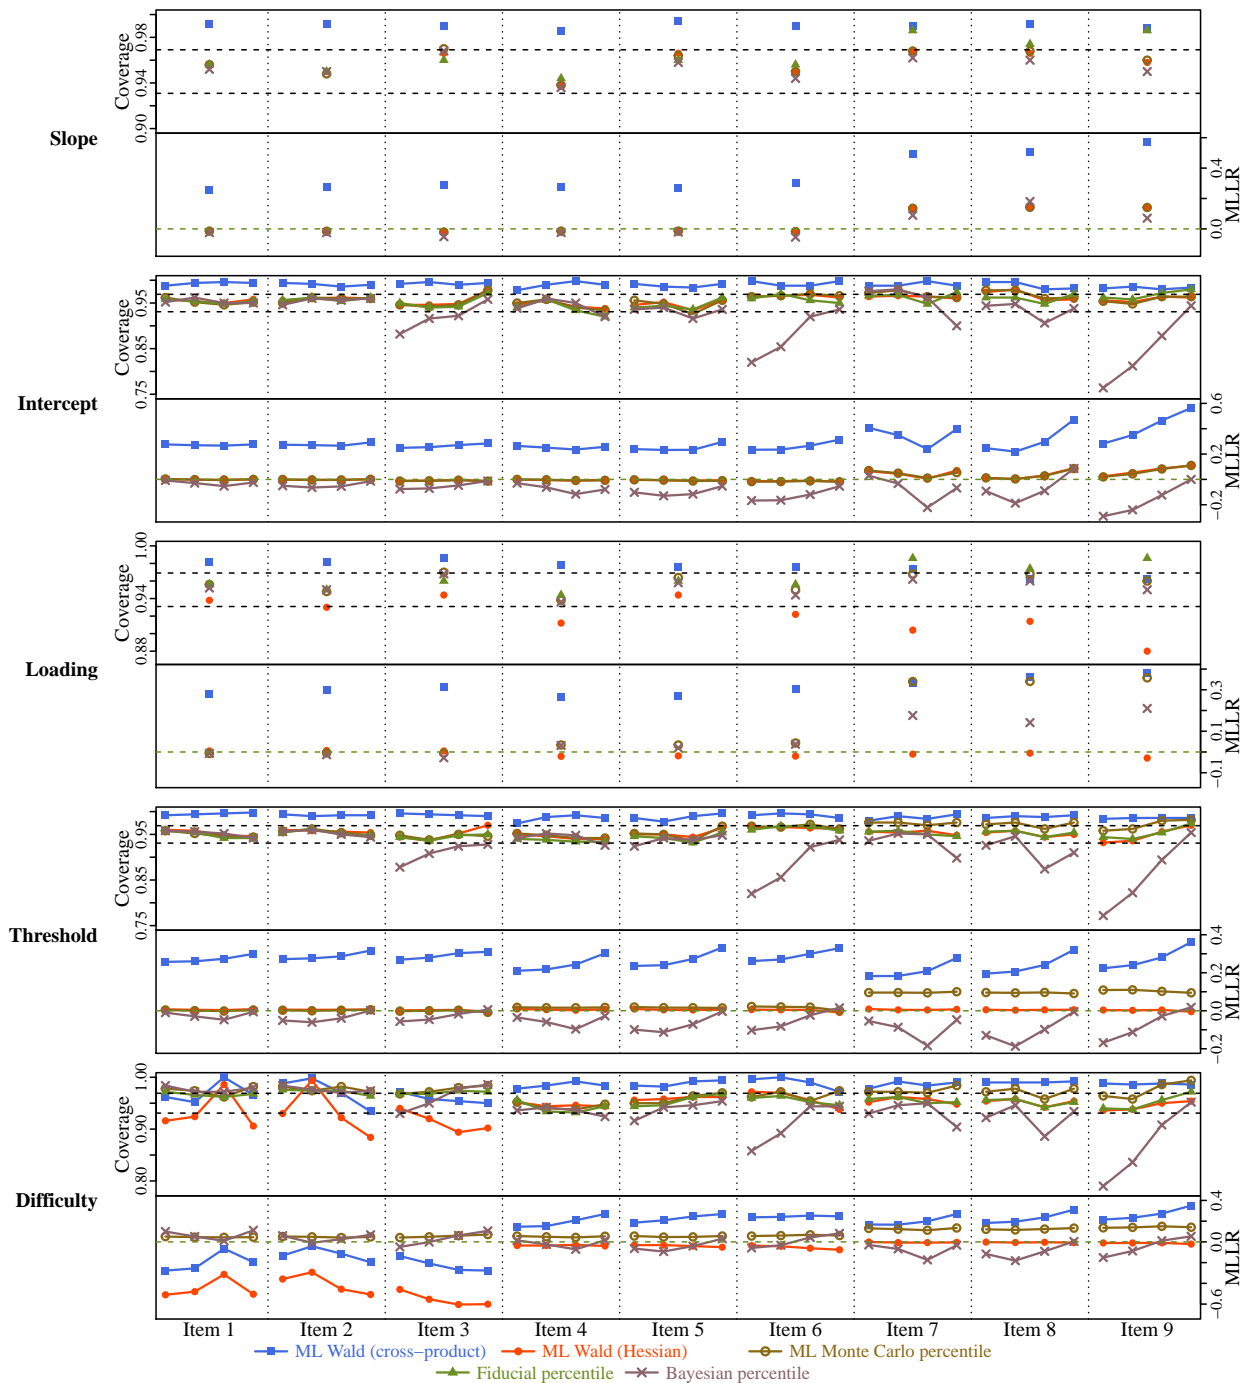 Slope
Coverage
0.90
0.94
0.98
MLLR
0.0
0.4
Intercept
Coverage
0.75
0.85
0.95
MLLR
−0.2
0.2
0.6
Loading
Coverage
0.88
0.94
1.00
MLLR
−0.1
0.1
0.3
Threshold
Coverage
0.75
0.85
0.95
MLLR
−0.2
0.0
0.2
0.4
Difficulty
Coverage
0.80
0.90
1.00
MLLR
−0.6
0.0
0.4
Item 1 Item 2 Item 3 Item 4 Item 5 Item 6 Item 7 Item 8 Item 9
ML Wald (cross−product) ML Wald (Hessian) ML Monte Carlo percentile
Fiducial percentile Bayesian percentile